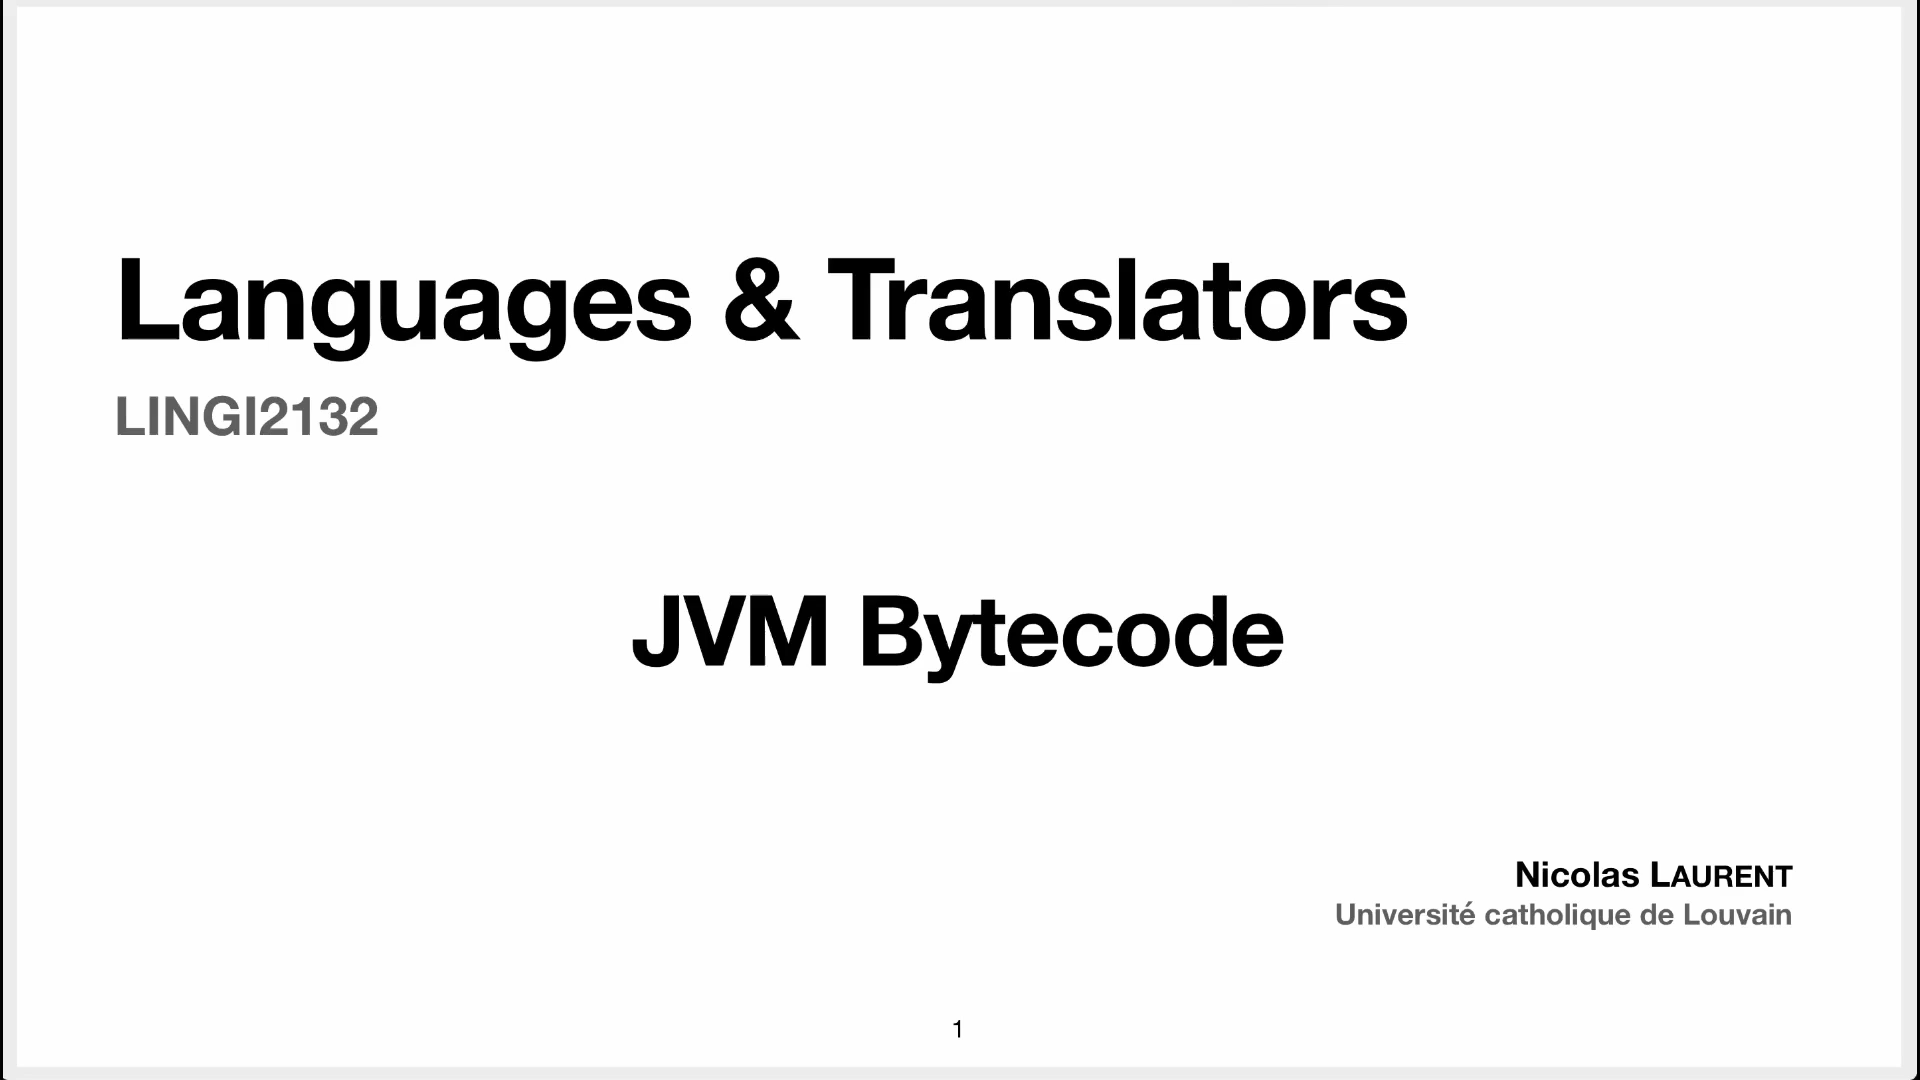 Languages & Translators
LINGI2132
JVM Bytecode
Nicolas LAURENT
Université catholique de Louvain
1